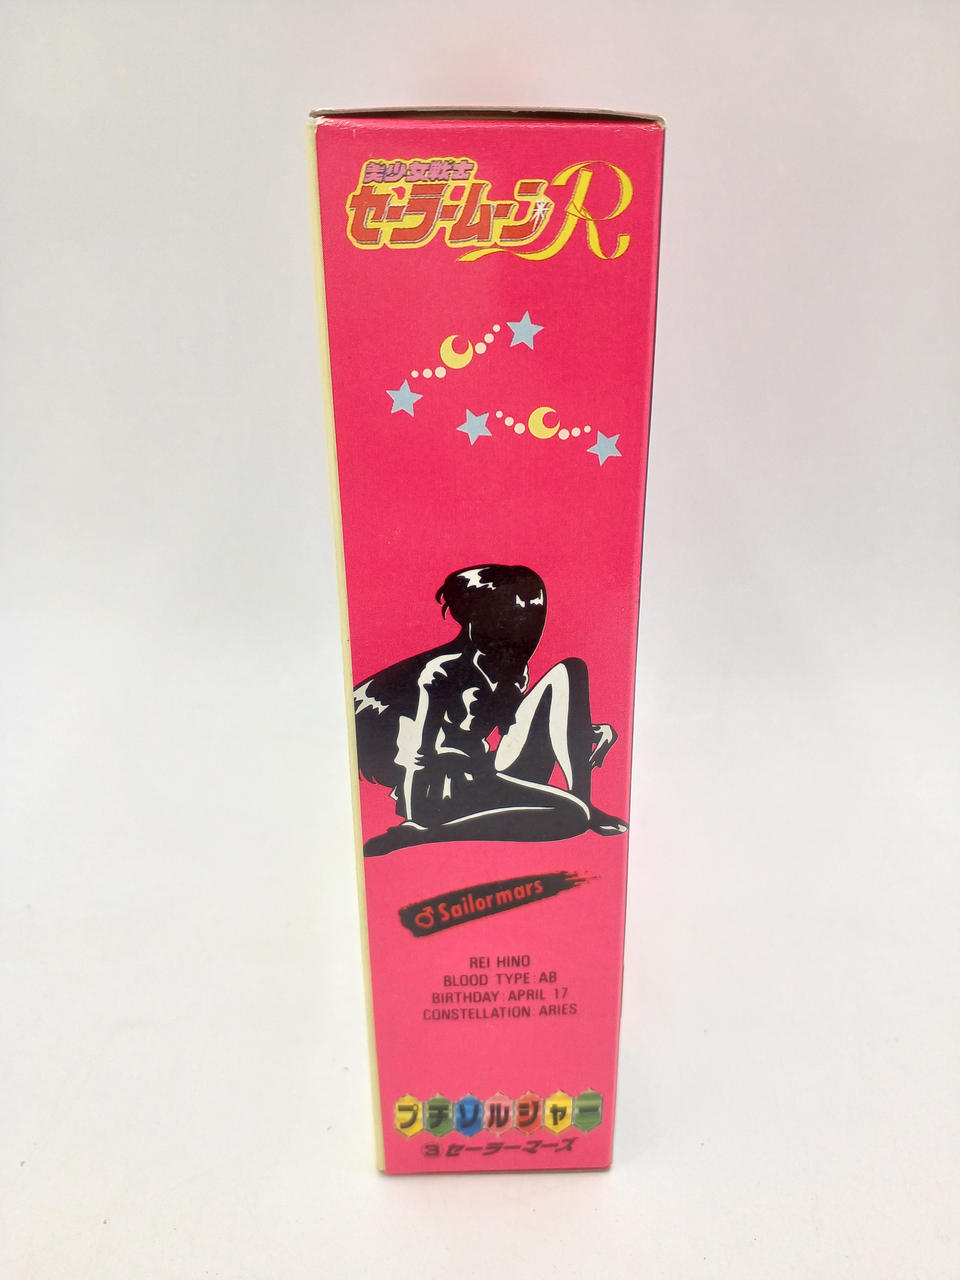 美少女戦士
セーラームーンR
♂Sailormars
REI HINO
BLOOD TYPE:AB
BIRTHDAY:APRIL 17
CONSTELLATION:ARIES
プチソルジャー
③セーラーマーズ